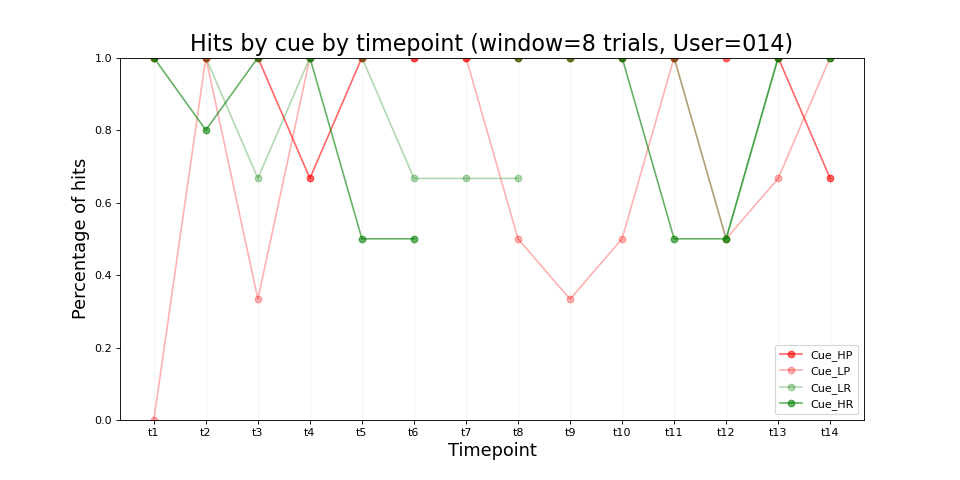 Hits by cue by timepoint (window=8 trials, User=014)
Percentage of hits
1.0
0.8
0.6
0.4
0.2
0.0
t1 t2 t3 t4 t5 t6 t7 t8 t9 t10 t11 t12 t13 t14
Timepoint
Cue_HP
Cue_LP
Cue_LR
Cue_HR